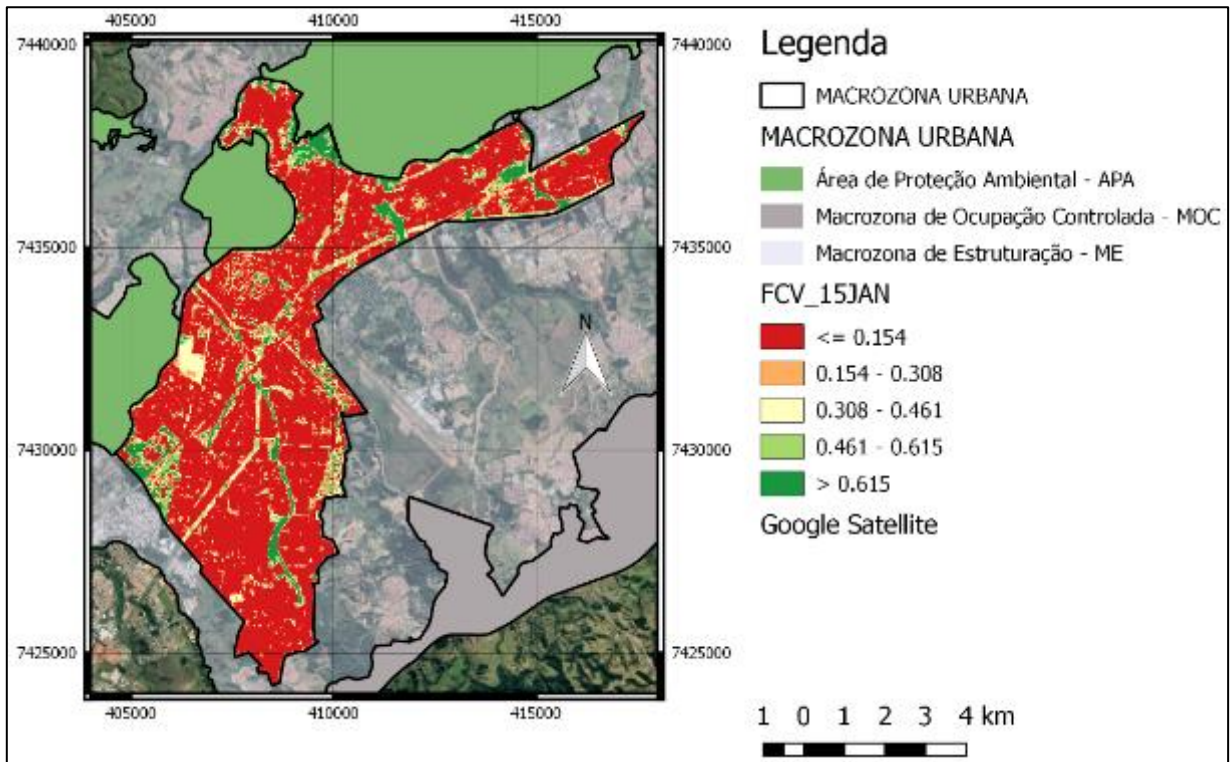 405000 410000 415000
7440000 7440000
7435000 7435000
7430000 7430000
7425000 7425000
405000 410000 415000
N
Legenda
MACROZONA URBANA
MACROZONA URBANA
Área de Proteção Ambiental - APA
Macrozona de Ocupação Controlada - MOC
Macrozona de Estruturação - ME
FCV_15JAN
<= 0.154
0.154 - 0.308
0.308 - 0.461
0.461 - 0.615
> 0.615
Google Satellite
1 0 1 2 3 4 km